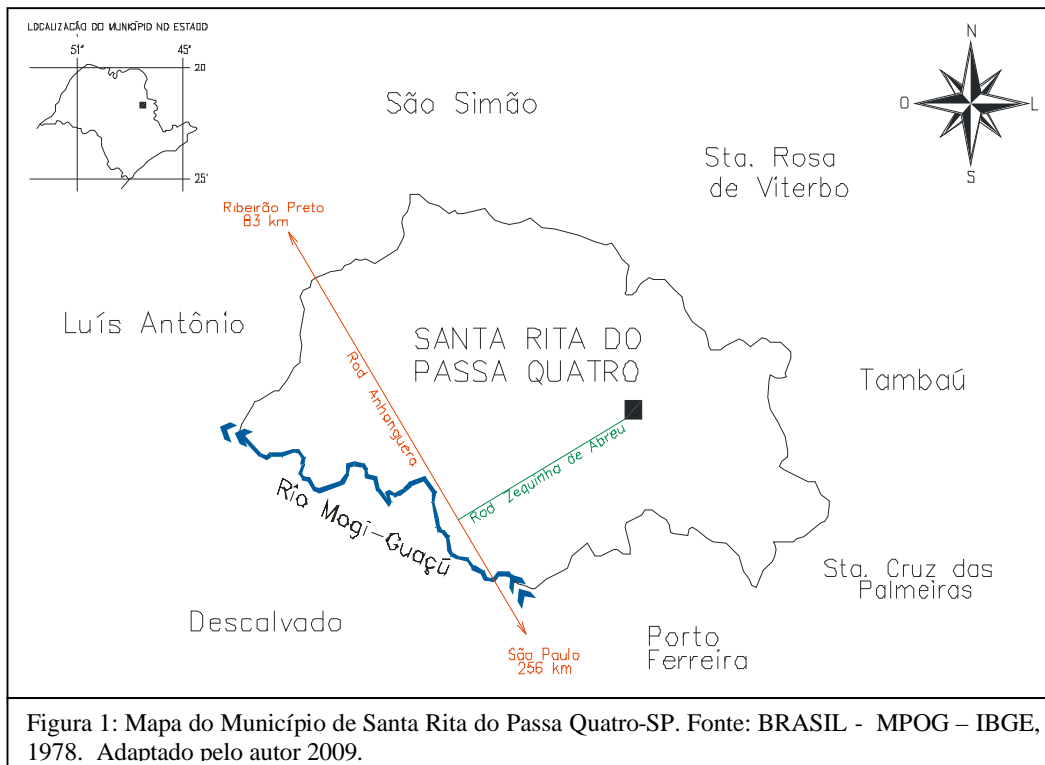 LOCALIZAÇÃO DO MUNICÍPIO NO ESTADO
51°
45
20
25'
N
O
L
S
São Simão
Sta. Rosa
de Viterbo
Ribeirão Preto
83 km
Luís Antônio
SANTA RITA DO
PASSA QUATRO
Tambaú
Rod Anhanguera
Rod Zequinha de Abreu
Rio Mogi-Guaçú
Sta. Cruz das
Palmeiras
Descalvado
Porto
Ferreira
São Paulo
256 km
Figura 1: Mapa do Município de Santa Rita do Passa Quatro-SP. Fonte: BRASIL - MPOG – IBGE,
1978. Adaptado pelo autor 2009.